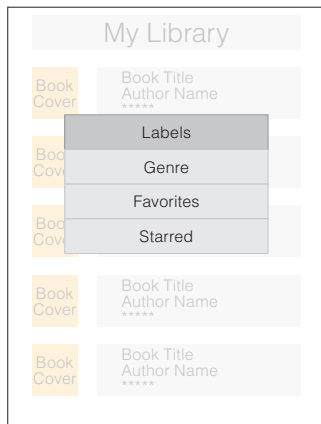 My Library
Book
Cover
Book Title
Author Name
*****
Labels
Genre
Favorites
Starred
Book
Cover
Book Title
Author Name
*****
Book
Cover
Book Title
Author Name
*****